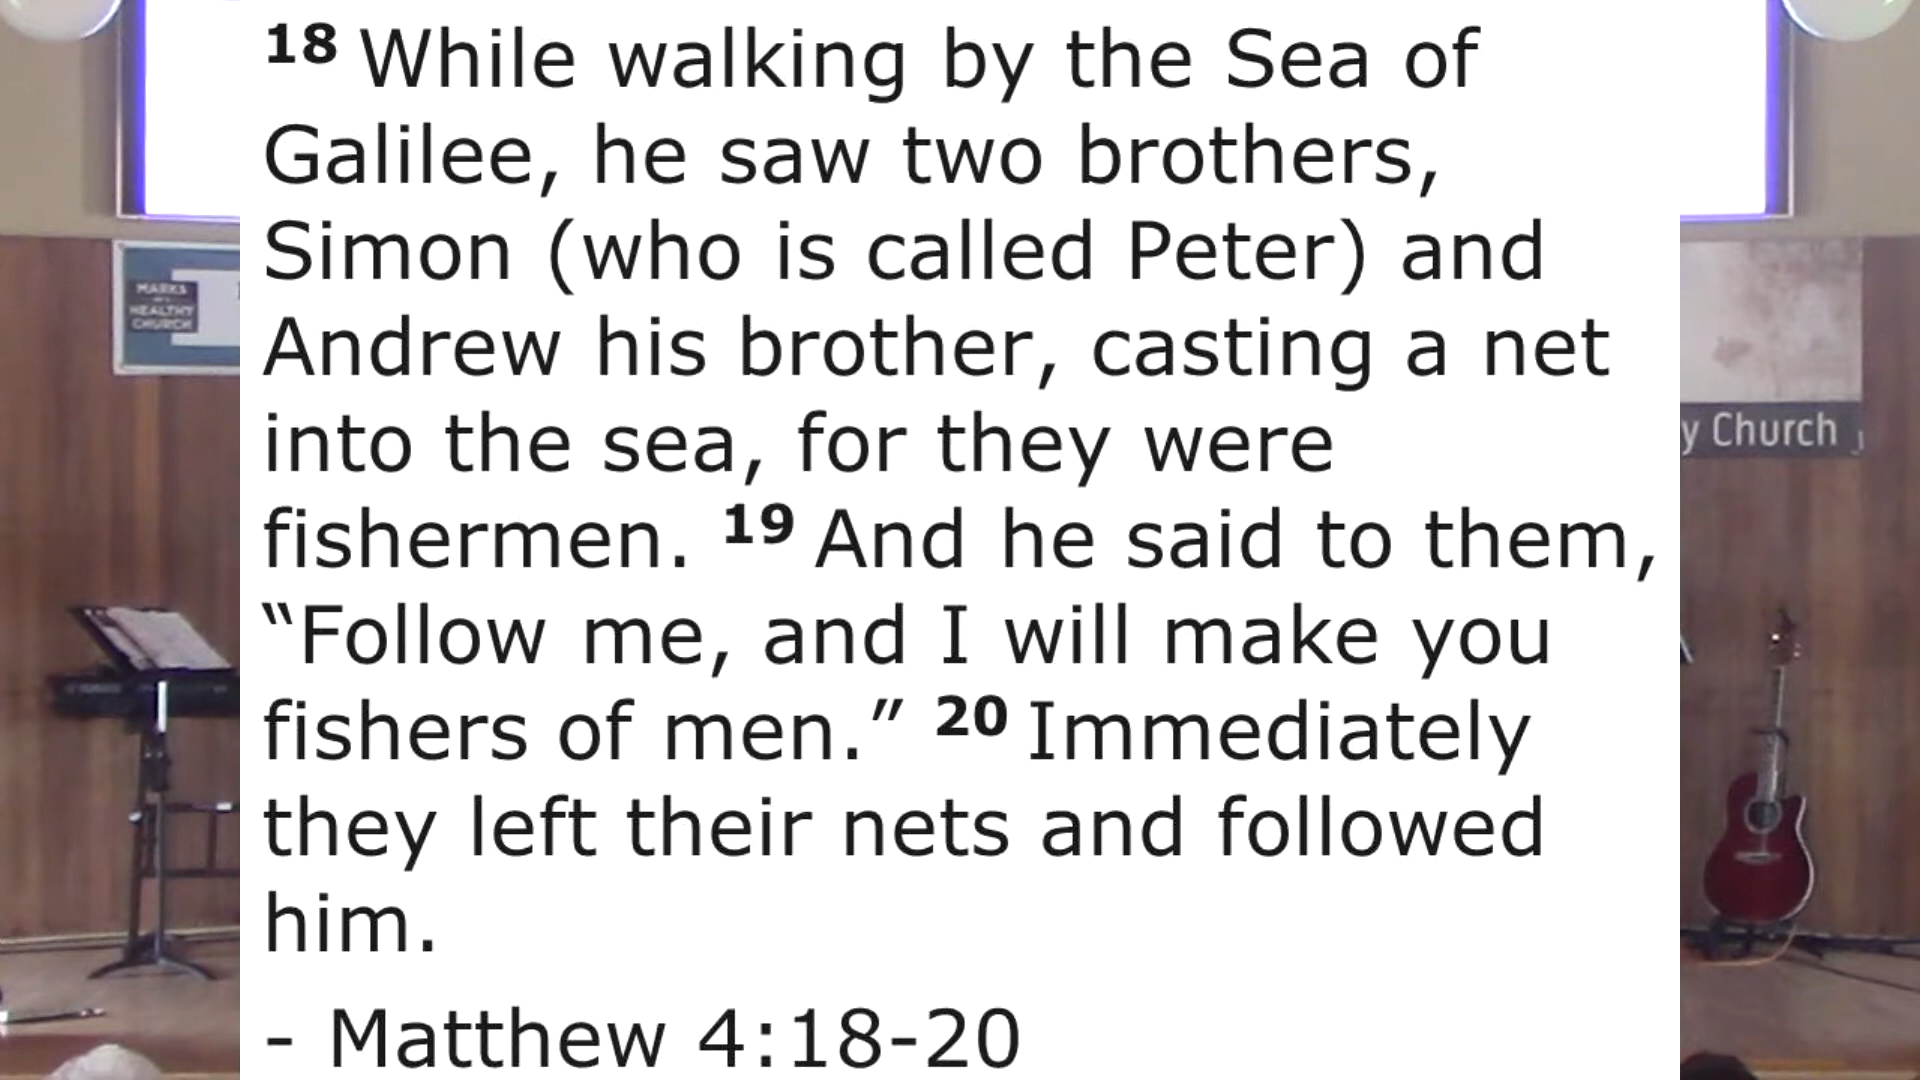 18 While walking by the Sea of
Galilee, he saw two brothers,
Simon (who is called Peter) and
Andrew his brother, casting a net
into the sea, for they were
fishermen. 19 And he said to them,
“Follow me, and I will make you
fishers of men.” 20 Immediately
they left their nets and followed
him.
- Matthew 4:18-20
MARKS
HEALTHY
CHURCH
y Church